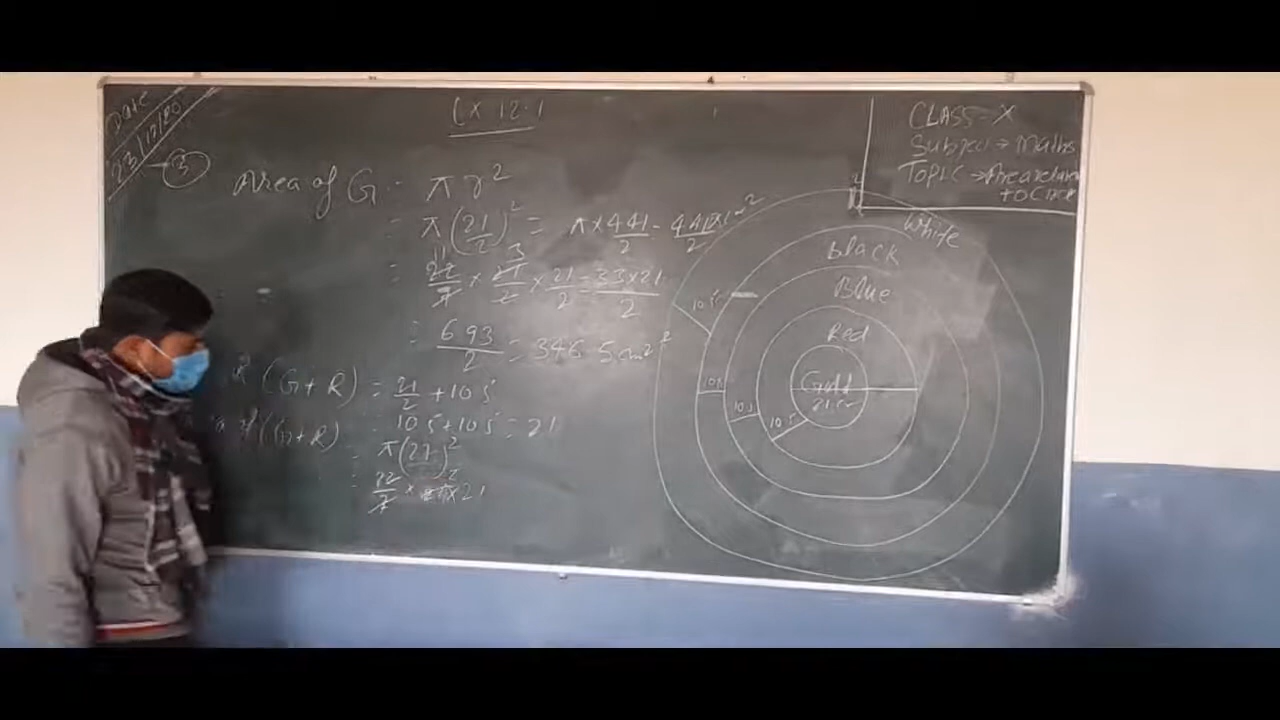 Date
23/12/20
Ex 12.1
CLASS-X
Subject → Maths
Topic → Area related
to Circle
3
Area of G = πr²
= π(21/2)² = π×441/2 - 441/2
= 22/7 × 21/2 × 21/2 = 33×21/2
= 693/2 = 346.5 cm²
(G+R) = 21/2 + 10.5
(G+R) = 10.5+10.5 = 21
= π(21)²
= 22/7 × 21×21
White
Black
Blue
Red
Gold
21 cm
10.5
10.5
10.5
10.5